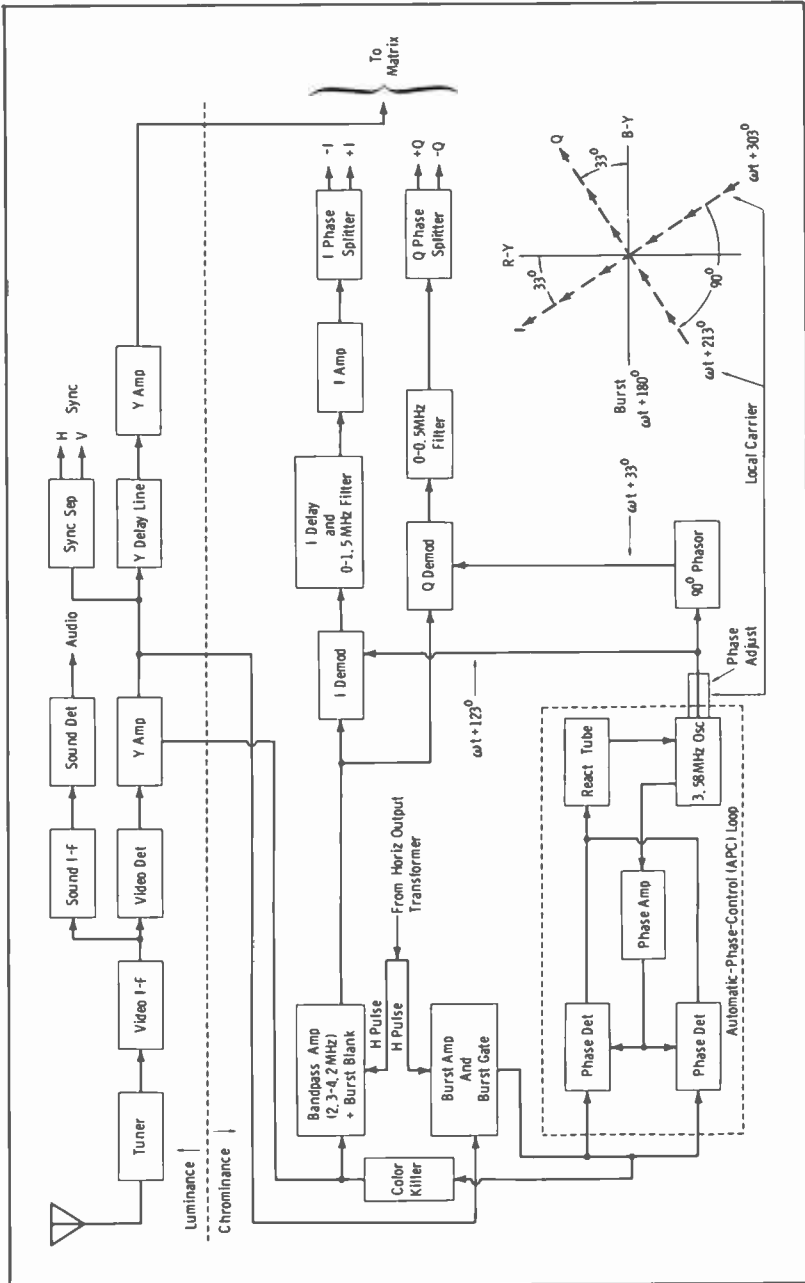 Tuner
Video I-f
Sound I-f
Sound Det
Audio
Video Det
Y Amp
Sync Sep
H
V
Sync
Y Delay Line
Y Amp
To
Matrix
Luminance
Chrominance
Bandpass Amp
(2.3-4.2 MHz)
+ Burst Blank
H Pulse
H Pulse
From Horiz Output
Transformer
Burst Amp
And
Burst Gate
Color
Killer
I Demod
I Delay
and
0-1.5 MHz Filter
I Amp
I Phase
Splitter
-I
+I
Q Demod
0-0.5MHz
Filter
Q Phase
Splitter
+Q
-Q
ωt + 123°
ωt + 33°
Phase Det
Phase Det
Phase Amp
React Tube
3.58MHz Osc
Automatic-Phase-Control (APC) Loop
Phase
Adjust
90° Phasor
Local Carrier
R-Y
B-Y
I
Q
33°
33°
Burst
ωt +180°
ωt +213°
90°
ωt +303°